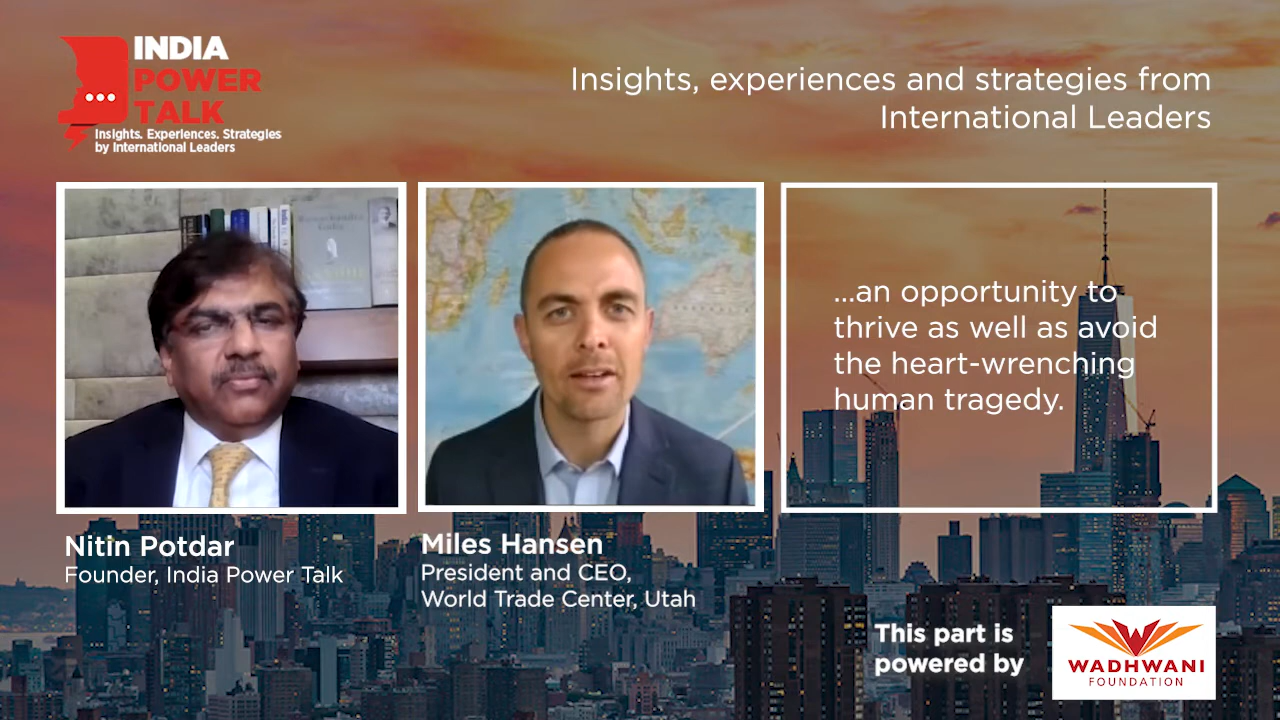 INDIA
POWER
TALK
Insights. Experiences. Strategies
by International Leaders
Insights, experiences and strategies from
International Leaders
...an opportunity to
thrive as well as avoid
the heart-wrenching
human tragedy.
Nitin Potdar
Founder, India Power Talk
Miles Hansen
President and CEO,
World Trade Center, Utah
This part is
powered by
WADHWANI
FOUNDATION